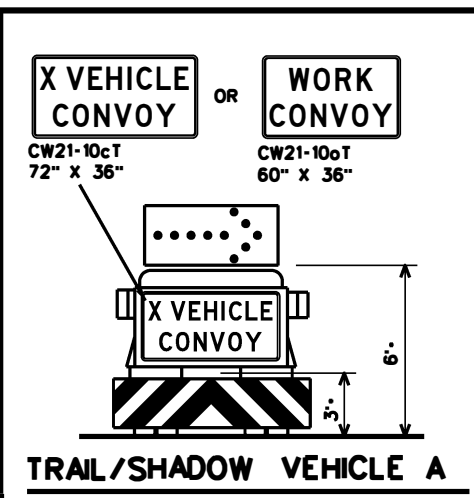 X VEHICLE
CONVOY
OR
WORK
CONVOY
CW21-10cT
72" X 36"
CW21-10aT
60" X 36"
X VEHICLE
CONVOY
6'±
3'±
TRAIL/SHADOW VEHICLE A